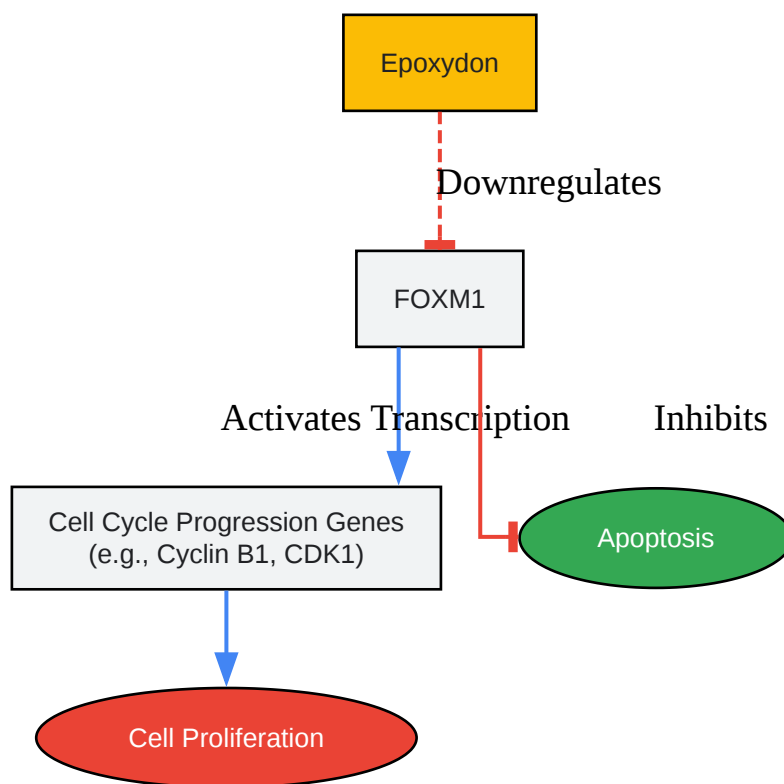 Epoxydon
Downregulates
FOXM1
Activates Transcription
Inhibits
Cell Cycle Progression Genes
(e.g., Cyclin B1, CDK1)
Apoptosis
Cell Proliferation